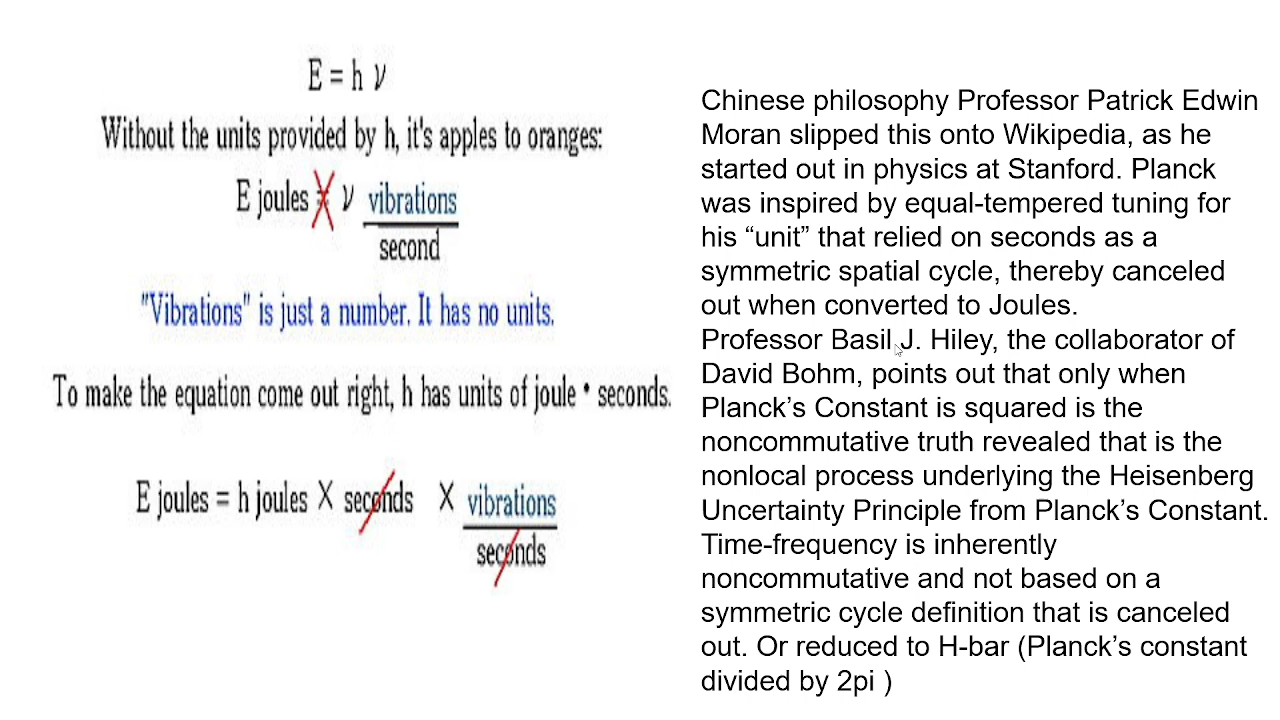 E = h ν
Without the units provided by h, it's apples to oranges:
E joules = ν vibrations
second
"Vibrations" is just a number. It has no units.
To make the equation come out right, h has units of joule • seconds.
E joules = h joules X seconds X vibrations
seconds
Chinese philosophy Professor Patrick Edwin
Moran slipped this onto Wikipedia, as he
started out in physics at Stanford. Planck
was inspired by equal-tempered tuning for
his “unit” that relied on seconds as a
symmetric spatial cycle, thereby canceled
out when converted to Joules.
Professor Basil J. Hiley, the collaborator of
David Bohm, points out that only when
Planck’s Constant is squared is the
noncommutative truth revealed that is the
nonlocal process underlying the Heisenberg
Uncertainty Principle from Planck’s Constant.
Time-frequency is inherently
noncommutative and not based on a
symmetric cycle definition that is canceled
out. Or reduced to H-bar (Planck’s constant
divided by 2pi )